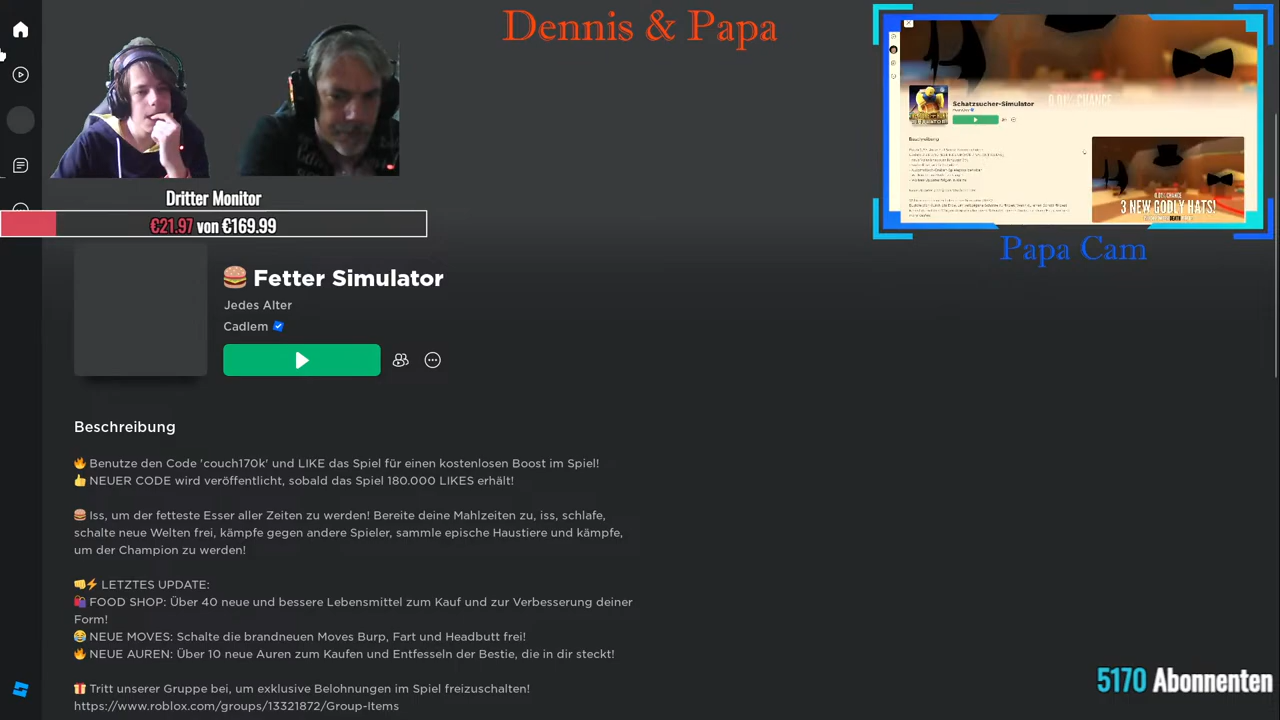 Dennis & Papa
Dritter Monitor
€21.97 von €169.99
Schatzsucher-Simulator
Beschreibung
3 NEW GODLY HATS!
Papa Cam
🍔 Fetter Simulator
Jedes Alter
Cadlem
Beschreibung
🔥 Benutze den Code 'couch170k' und LIKE das Spiel für einen kostenlosen Boost im Spiel!
👍 NEUER CODE wird veröffentlicht, sobald das Spiel 180.000 LIKES erhält!
🍔 Iss, um der fetteste Esser aller Zeiten zu werden! Bereite deine Mahlzeiten zu, iss, schlafe,
schalte neue Welten frei, kämpfe gegen andere Spieler, sammle epische Haustiere und kämpfe,
um der Champion zu werden!
👊⚡ LETZTES UPDATE:
🛍️ FOOD SHOP: Über 40 neue und bessere Lebensmittel zum Kauf und zur Verbesserung deiner
Form!
😂 NEUE MOVES: Schalte die brandneuen Moves Burp, Fart und Headbutt frei!
🔥 NEUE AUREN: Über 10 neue Auren zum Kaufen und Entfesseln der Bestie, die in dir steckt!
🎁 Tritt unserer Gruppe bei, um exklusive Belohnungen im Spiel freizuschalten!
https://www.roblox.com/groups/13321872/Group-Items
5170 Abonnenten